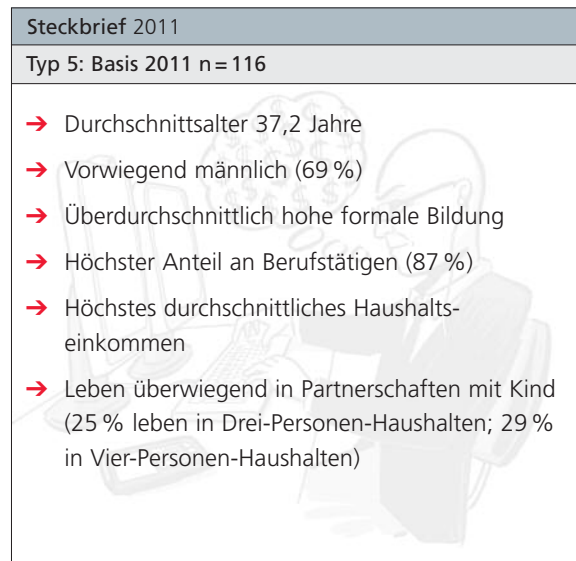 Steckbrief 2011
Typ 5: Basis 2011 n = 116
➔ Durchschnittsalter 37,2 Jahre
➔ Vorwiegend männlich (69 %)
➔ Überdurchschnittlich hohe formale Bildung
➔ Höchster Anteil an Berufstätigen (87 %)
➔ Höchstes durchschnittliches Haushalts-
einkommen
➔ Leben überwiegend in Partnerschaften mit Kind
(25 % leben in Drei-Personen-Haushalten; 29 %
in Vier-Personen-Haushalten)